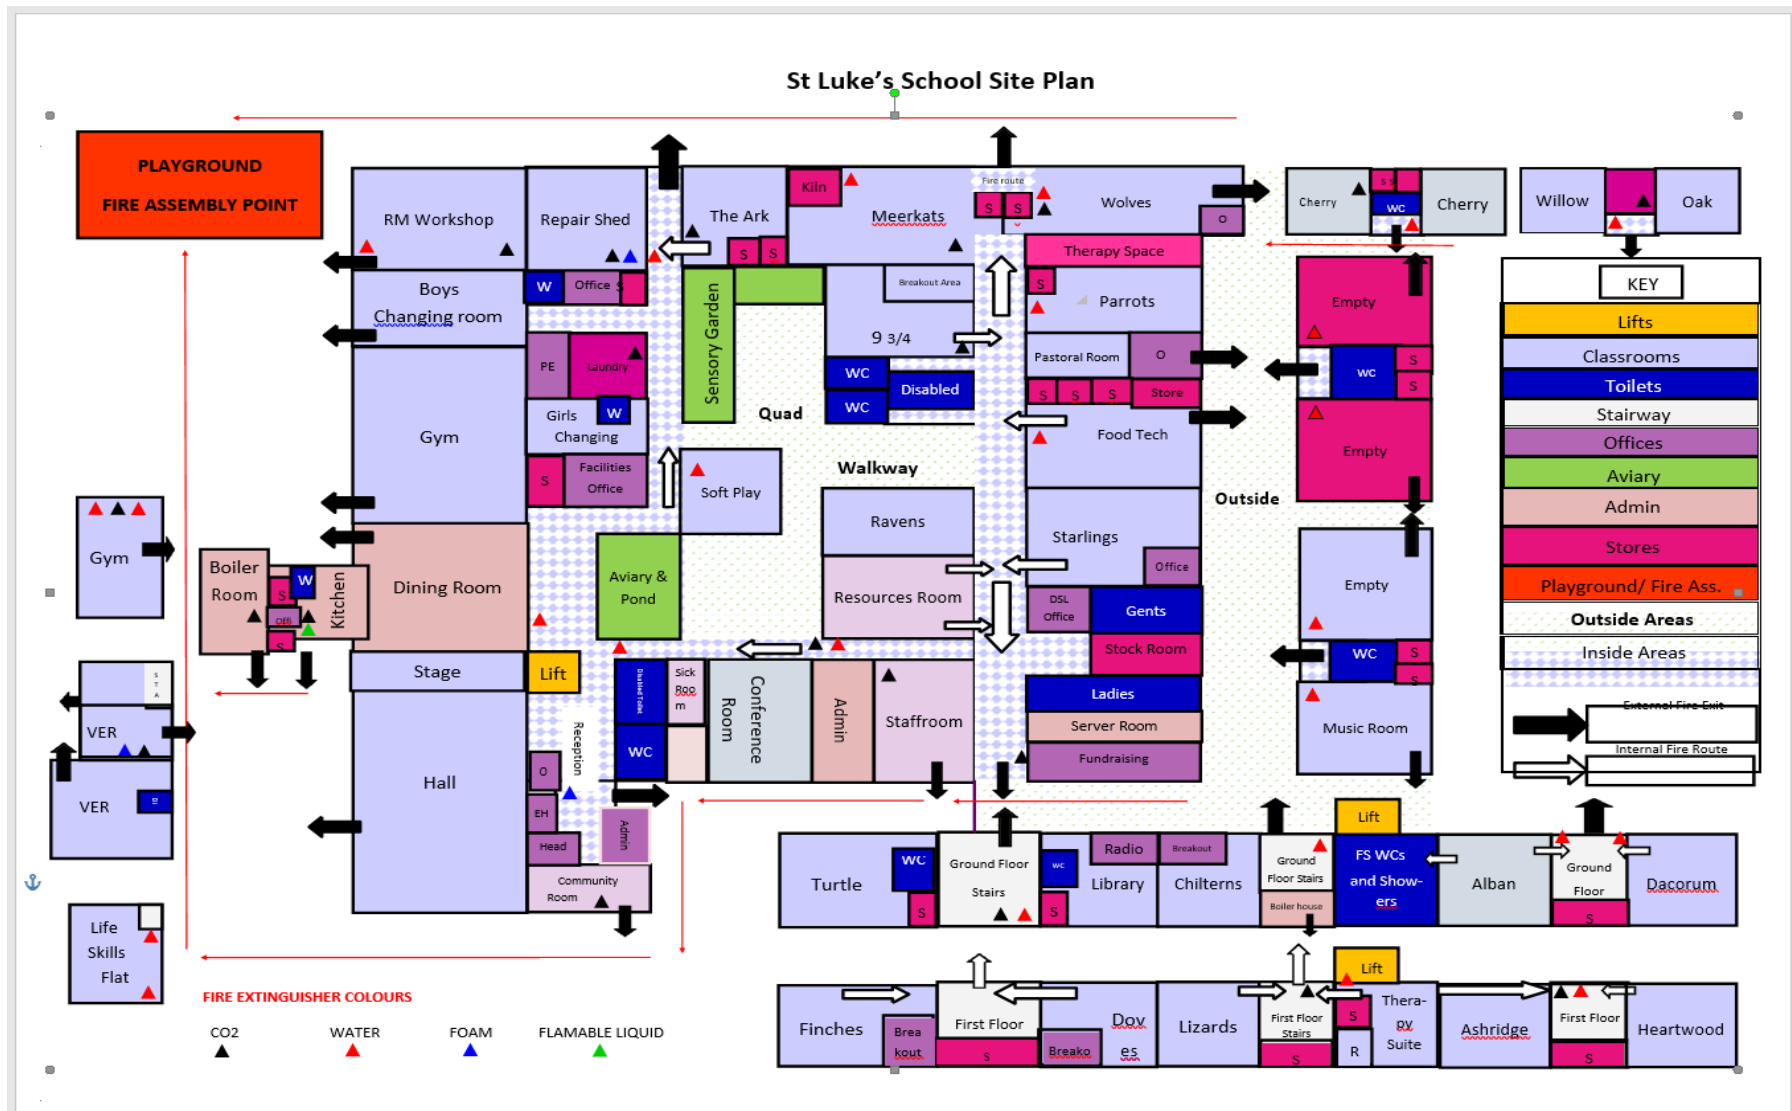 St Luke's School Site Plan
PLAYGROUND
FIRE ASSEMBLY POINT
RM Workshop
Repair Shed
The Ark
Kiln
Meerkats
Fire route
S
S
Wolves
O
S
S
Cherry
S S
WC
Cherry
Willow
Oak
Therapy Space
Boys
Changing room
W
Office
S
Sensory Garden
Breakout Area
9 3/4
S
Parrots
Empty
KEY
Lifts
Classrooms
Toilets
Stairway
Offices
Aviary
Admin
Stores
Playground/ Fire Ass.
Outside Areas
Inside Areas
External Fire Exit
Internal Fire Route
PE
Laundry
Pastoral Room
O
WC
Disabled
WC
S
S
S
Store
WC
S
S
Gym
Girls
Changing
W
Quad
Food Tech
Empty
S
Facilities
Office
Walkway
Soft Play
Outside
Ravens
Starlings
Office
Gym
Boiler
Room
W
S
Offi
S
Kitchen
Dining Room
Aviary &
Pond
Resources Room
DSL
Office
Gents
Empty
Stock Room
WC
S
S
Stage
Lift
Disabled Toilet
WC
Sick
Roo
m
Conference
Room
Admin
Staffroom
Ladies
Server Room
Fundraising
Music Room
S
T
A
VER
VER
Hall
Reception
O
EH
Head
Admin
Community
Room
Lift
Turtle
WC
S
Ground Floor
Stairs
WC
S
Radio
Library
Breakout
Chilterns
Ground
Floor Stairs
Boiler house
FS WCs
and Show-
ers
Alban
Ground
Floor
S
Dacorum
Life
Skills
Flat
Lift
Finches
Brea
kout
First Floor
S
Breako
Dov
es
Lizards
First Floor
Stairs
S
S
R
Thera-
py
Suite
Ashridge
First Floor
S
Heartwood
FIRE EXTINGUISHER COLOURS
CO2
WATER
FOAM
FLAMABLE LIQUID